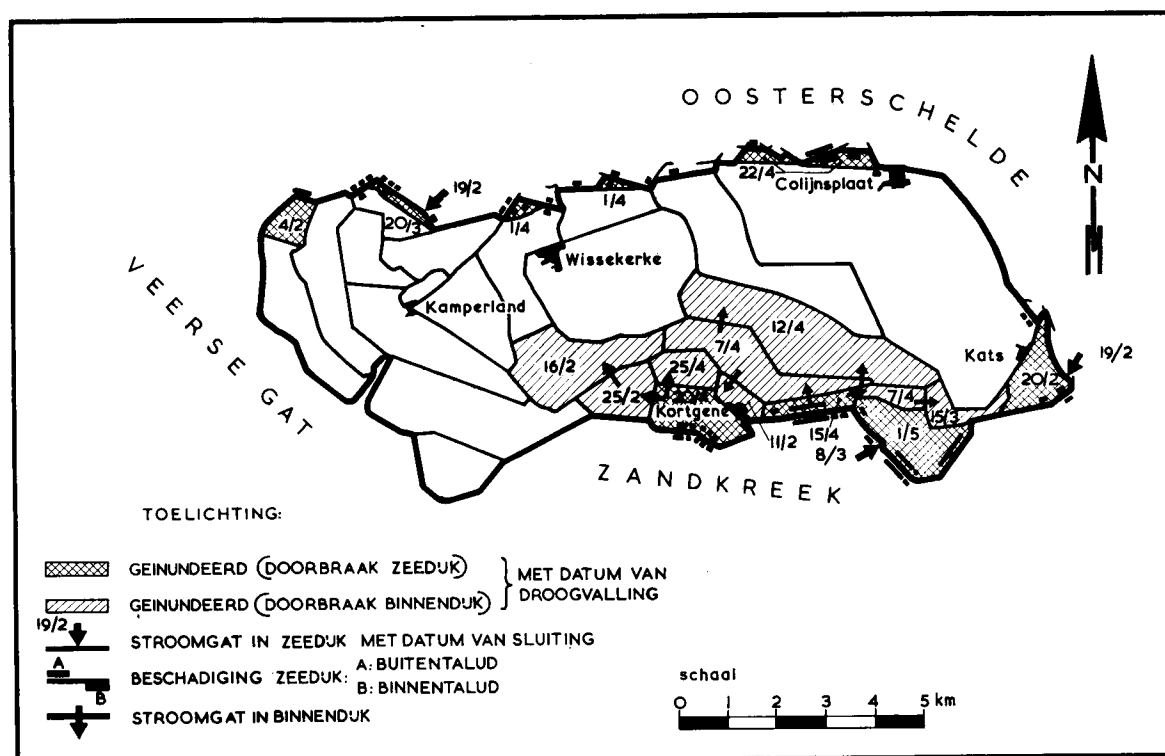 OOSTERSCHELDE
N
22/4
Colijnsplaat
19/2
4/2
20/3
1/4
1/4
Wissekerke
VEERSE GAT
Kamperland
12/4
7/4
Kats
19/2
16/2
25/4
20/2
25/2
7/4
Kortgene
15/3
11/2
15/4
1/5
8/3
ZANDKREEK
TOELICHTING:
GEINUNDEERD (DOORBRAAK ZEEDIJK)
GEINUNDEERD (DOORBRAAK BINNENDIJK)
MET DATUM VAN
DROOGVALLING
19/2
STROOMGAT IN ZEEDIJK MET DATUM VAN SLUITING
A
B
BESCHADIGING ZEEDIJK: A: BUITENTALUD
B: BINNENTALUD
STROOMGAT IN BINNENDIJK
schaal
0 1 2 3 4 5 km